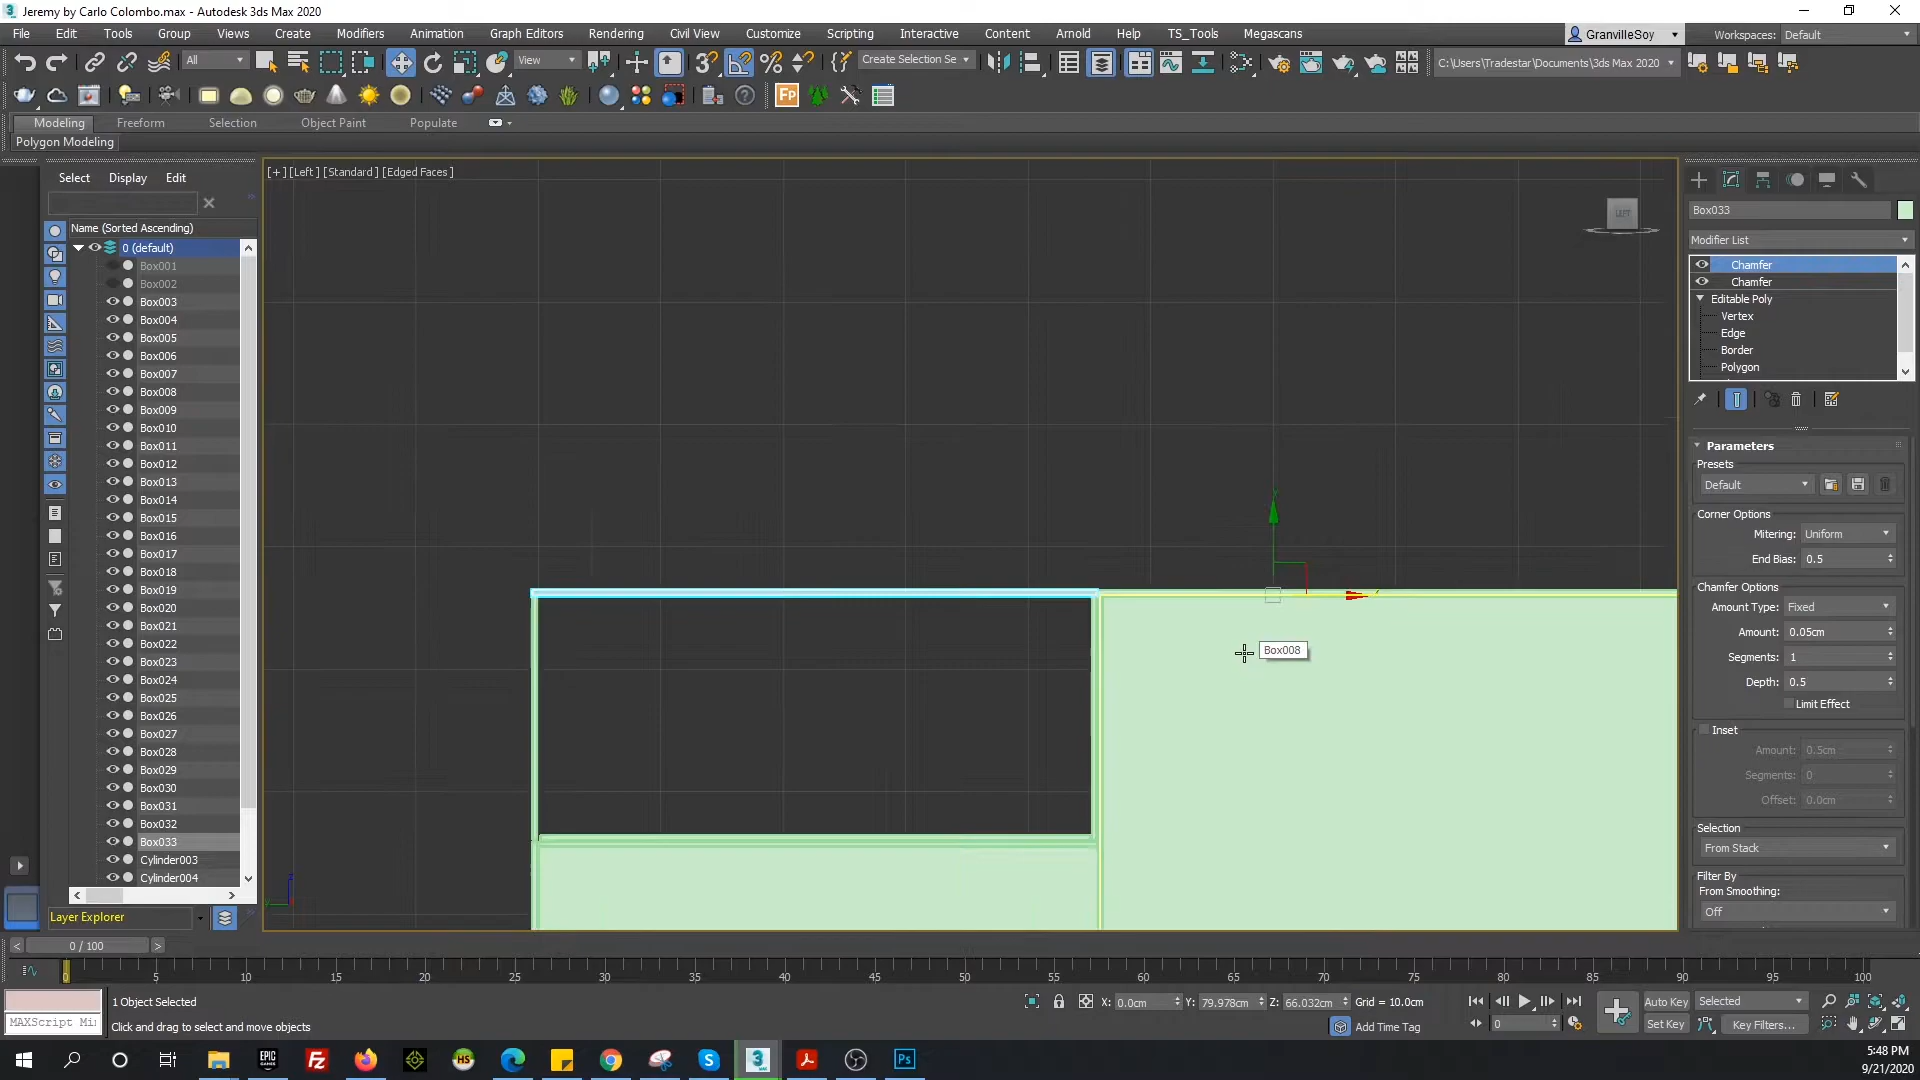 Jeremy by Carlo Colombo.max - Autodesk 3ds Max 2020
File Edit Tools Group Views Create Modifiers Animation Graph Editors Rendering Civil View Customize Scripting Interactive Content Arnold Help TS_Tools Megascans
GranvilleSoy Workspaces: Default
All View Create Selection Se C:\Users\Tradestar\Documents\3ds Max 2020
Modeling Freeform Selection Object Paint Populate
Polygon Modeling
Select Display Edit
[+][Left][Standard][Edged Faces]
LEFT
Name (Sorted Ascending)
0 (default)
Box001
Box002
Box003
Box004
Box005
Box006
Box007
Box008
Box009
Box010
Box011
Box012
Box013
Box014
Box015
Box016
Box017
Box018
Box019
Box020
Box021
Box022
Box023
Box024
Box025
Box026
Box027
Box028
Box029
Box030
Box031
Box032
Box033
Cylinder003
Cylinder004
Layer Explorer
Box008
Box033
Modifier List
Chamfer
Chamfer
Editable Poly
Vertex
Edge
Border
Polygon
Parameters
Presets
Default
Corner Options
Mitering: Uniform
End Bias: 0.5
Chamfer Options
Amount Type: Fixed
Amount: 0.05cm
Segments: 1
Depth: 0.5
Limit Effect
Inset
Amount: 0.5cm
Segments: 0
Offset: 0.0cm
Selection
From Stack
Filter By
From Smoothing:
Off
0 / 100
0 5 10 15 20 25 30 35 40 45 50 55 60 65 70 75 80 85 90 95 100
1 Object Selected X: 0.0cm Y: 79.978cm Z: 66.032cm Grid = 10.0cm Auto Key Selected
MAXScript Mi Click and drag to select and move objects Add Time Tag 0 Set Key Key Filters...
5:48 PM
9/21/2020